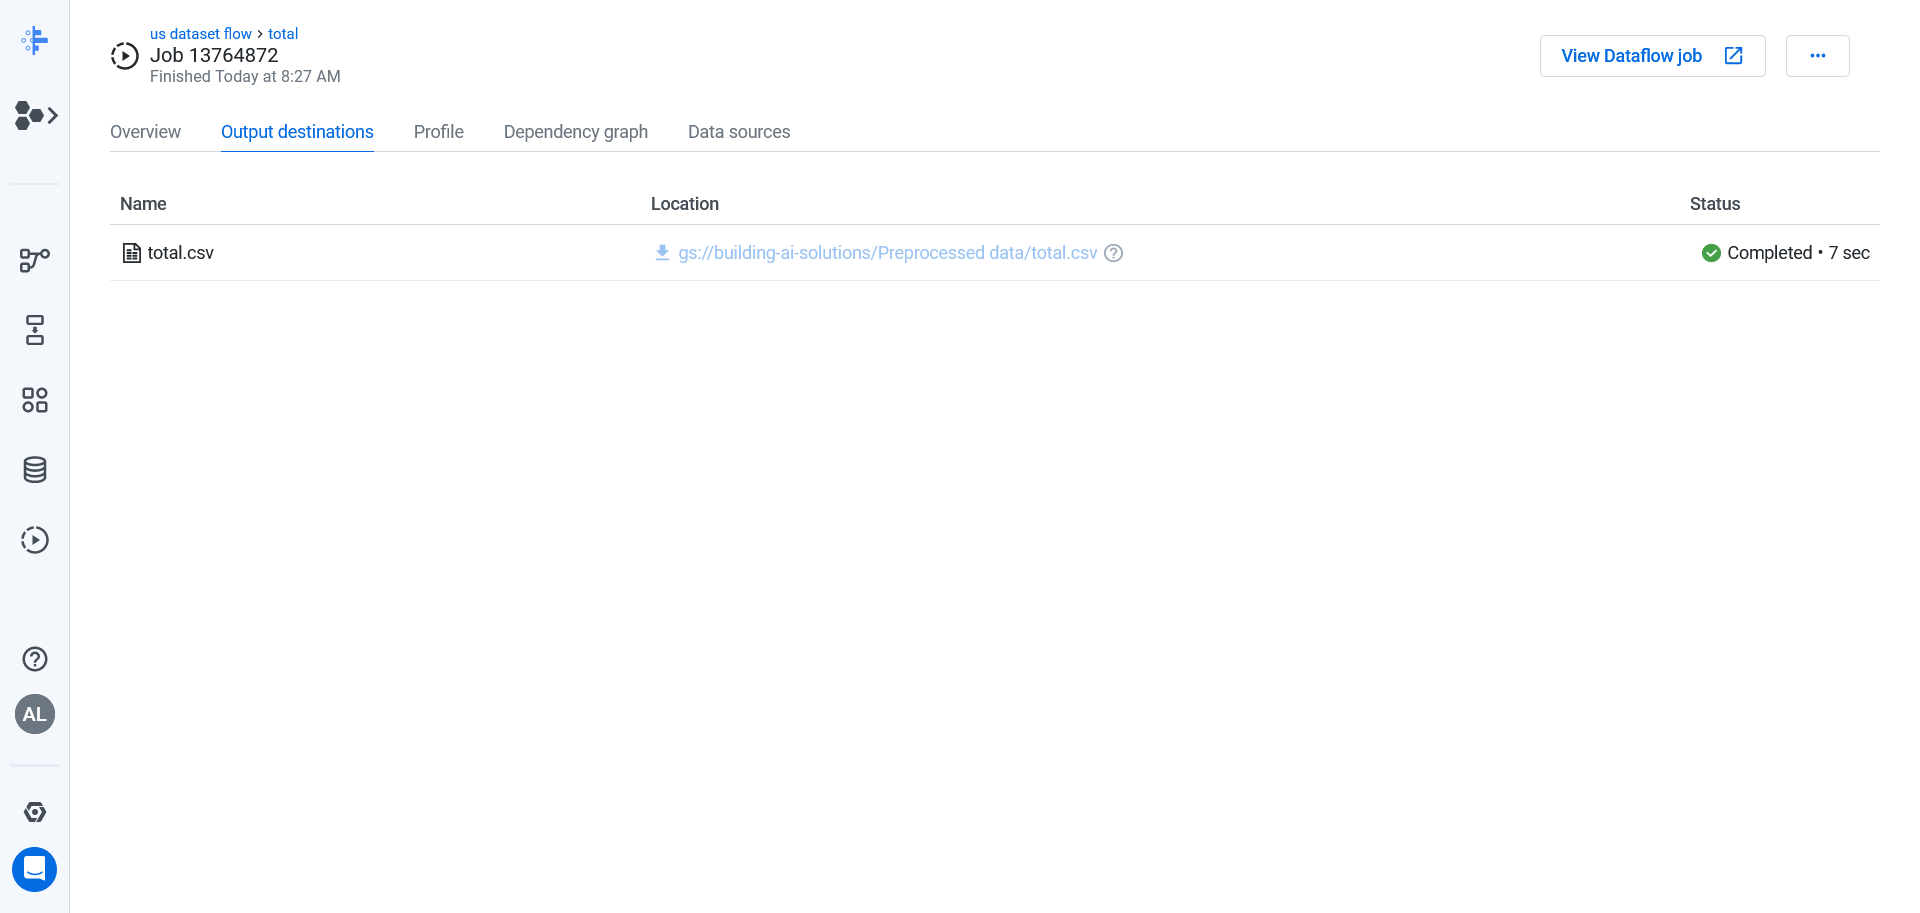 us dataset flow > total
Job 13764872
Finished Today at 8:27 AM
View Dataflow job
Overview Output destinations Profile Dependency graph Data sources
Name Location Status
total.csv gs://building-ai-solutions/Preprocessed data/total.csv Completed • 7 sec
AL